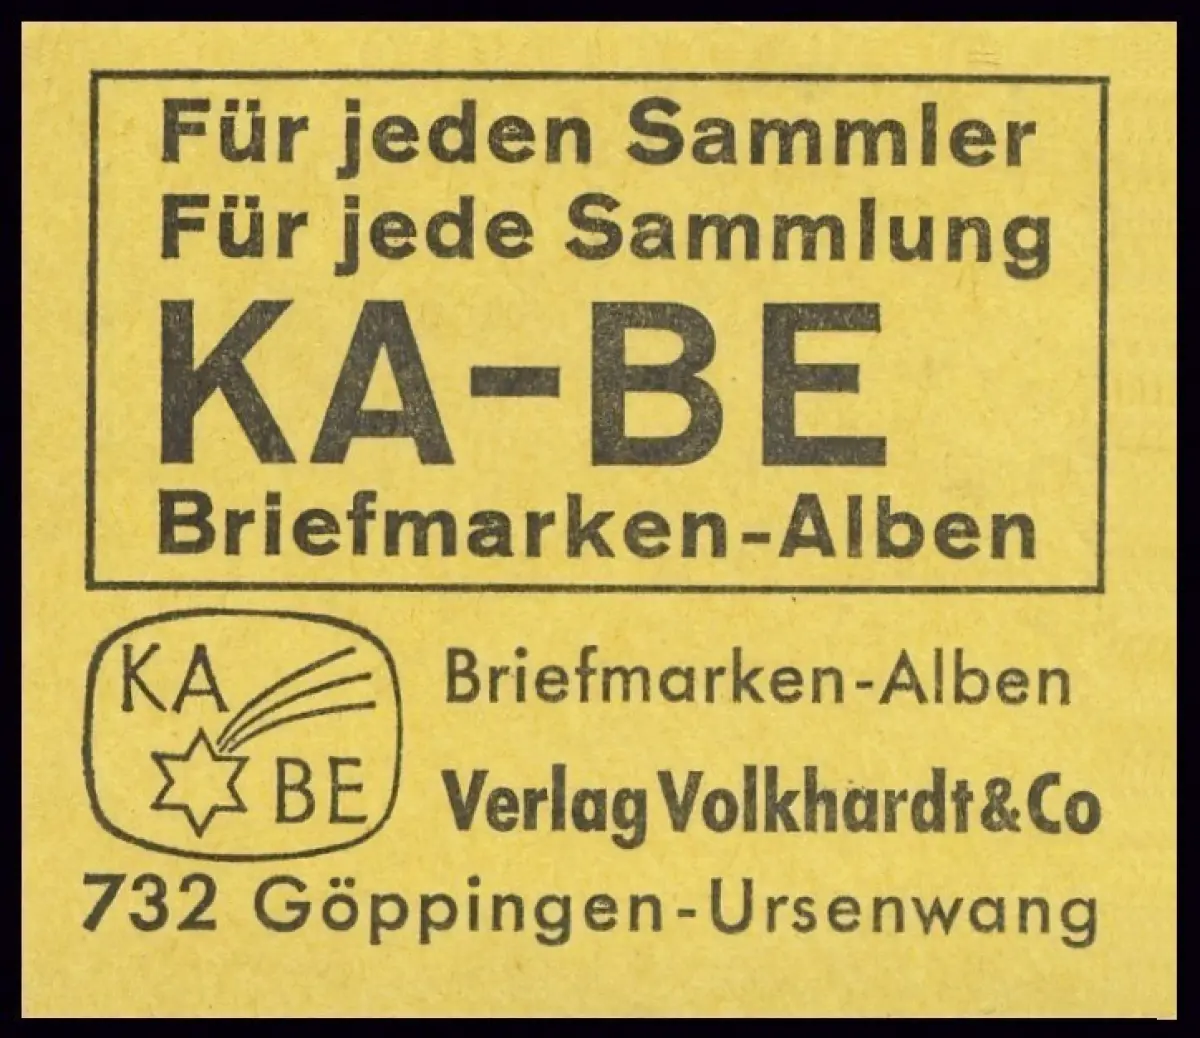 Für jeden Sammler
Für jede Sammlung
KA-BE
Briefmarken-Alben
KA
BE
Briefmarken-Alben
Verlag Volkhardt & Co
732 Göppingen-Ursenwang